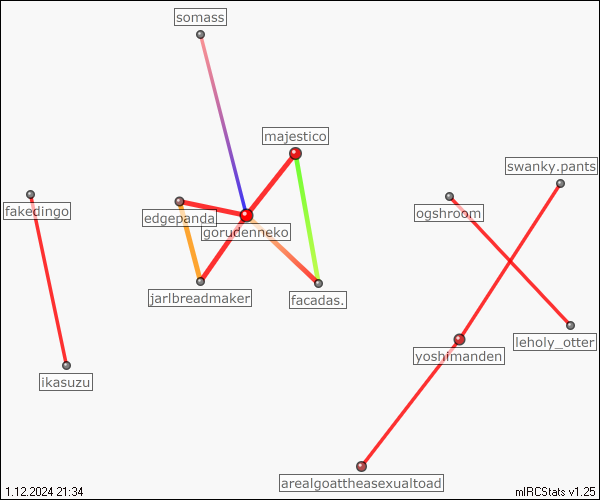 somass
majestico
swanky.pants
fakedingo
edgepanda
ogshroom
gorudenneko
jarlbreadmaker
facadas.
leholy_otter
yoshimanden
ikasuzu
arealgoattheasexualtoad
1.12.2024 21:34
mIRCStats v1.25